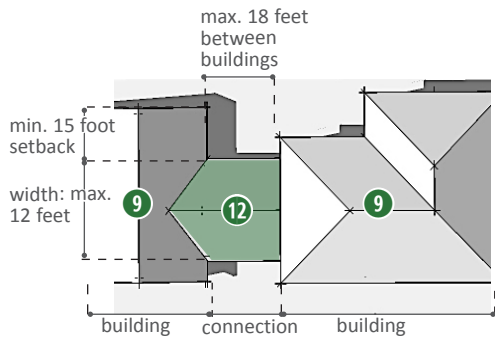 max. 18 feet
between
buildings
min. 15 foot
setback
width: max.
12 feet
9
12
9
building
connection
building